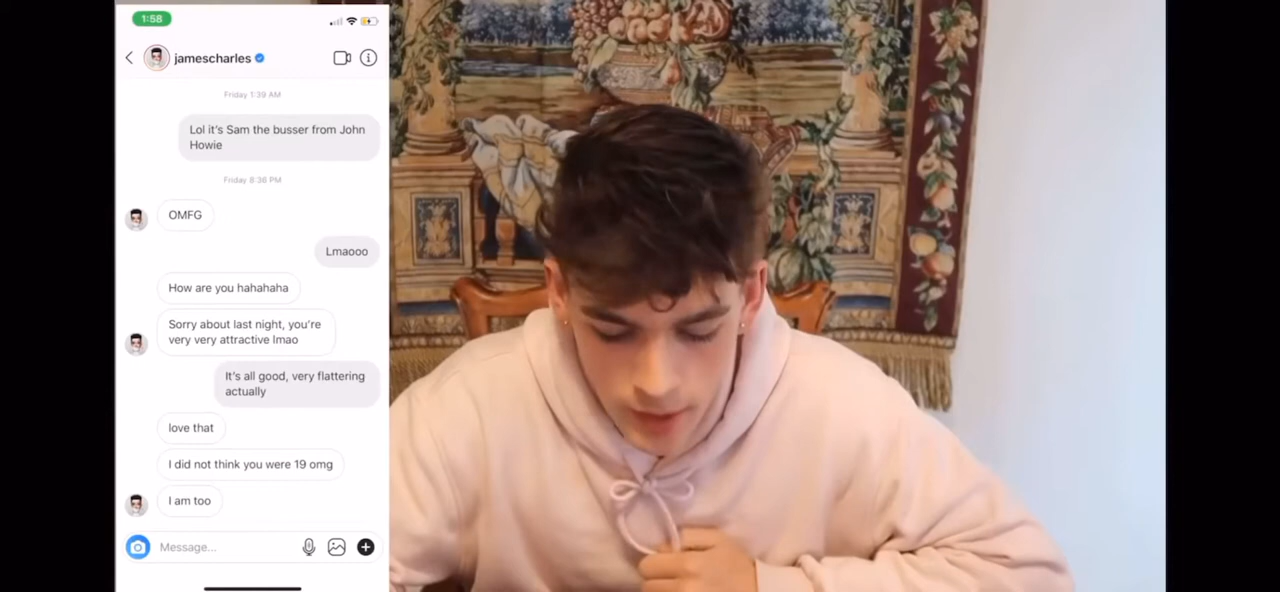 1:58
jamescharles
Friday 1:39 AM
Lol it's Sam the busser from John
Howie
Friday 8:36 PM
OMFG
Lmaooo
How are you hahahaha
Sorry about last night, you're
very very attractive lmao
It's all good, very flattering
actually
love that
I did not think you were 19 omg
I am too
Message...